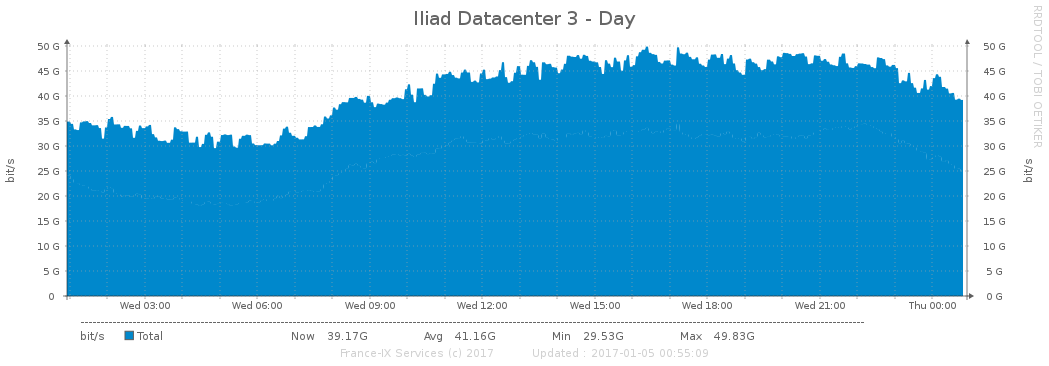 Iliad Datacenter 3 - Day
RRDTOOL / TOBI OETIKER
50 G 50 G
45 G 45 G
40 G 40 G
35 G 35 G
30 G 30 G
25 G 25 G
20 G 20 G
15 G 15 G
10 G 10 G
5 G 5 G
0 0 G
bit/s bit/s
Wed 03:00 Wed 06:00 Wed 09:00 Wed 12:00 Wed 15:00 Wed 18:00 Wed 21:00 Thu 00:00
bit/s Total Now 39.17G Avg 41.16G Min 29.53G Max 49.83G
France-IX Services (c) 2017 Updated : 2017-01-05 00:55:09